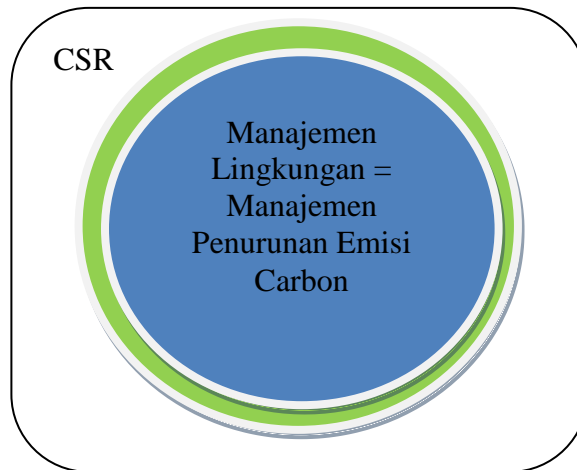 CSR
Manajemen
Lingkungan =
Manajemen
Penurunan Emisi
Carbon